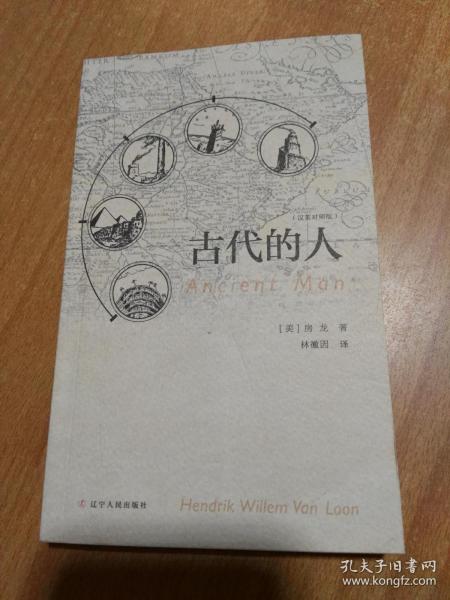 (汉英对照版)
古代的人
Ancient Man
[美] 房龙 著
林徽因 译
辽宁人民出版社
Hendrik Willem Van Loon
孔夫子旧书网
www.kongfz.com